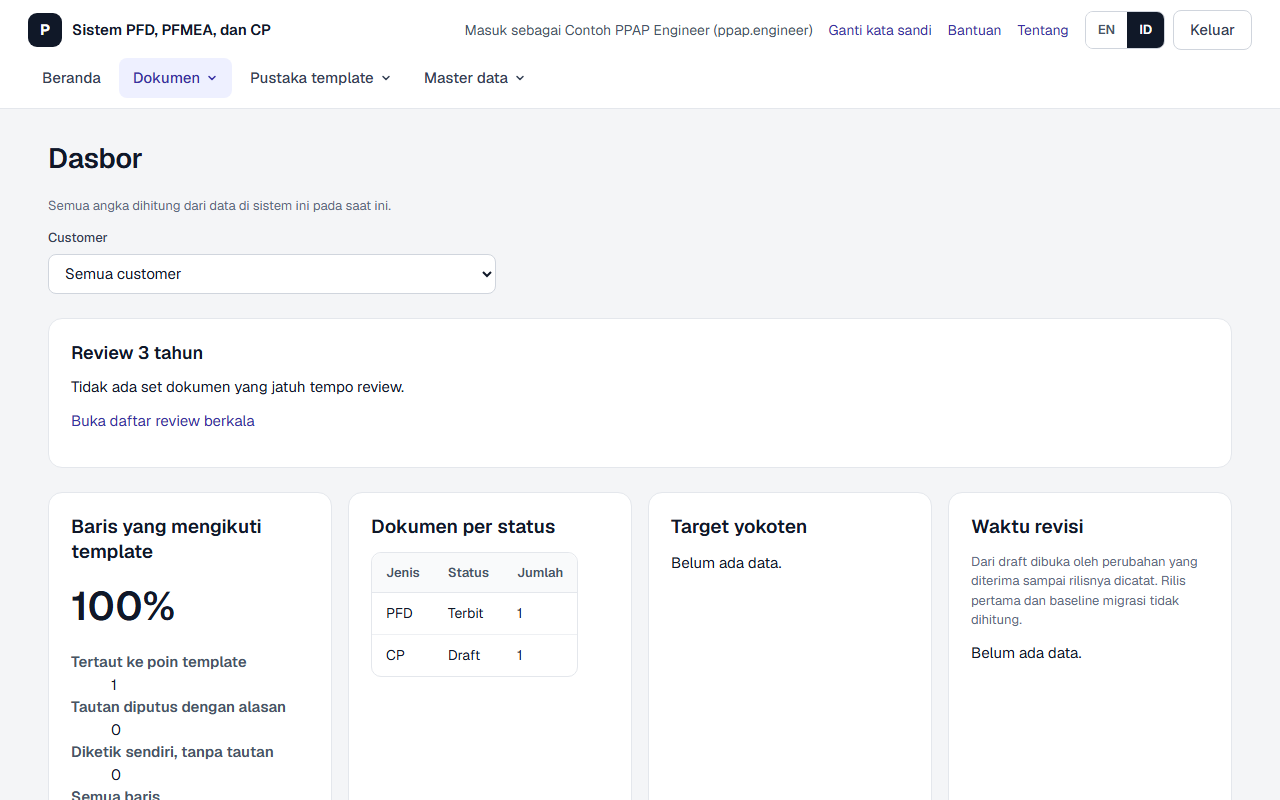 P
Sistem PFD, PFMEA, dan CP
Masuk sebagai Contoh PPAP Engineer (ppap.engineer)
Ganti kata sandi
Bantuan
Tentang
EN
ID
Keluar
Beranda
Dokumen
Pustaka template
Master data
Dasbor
Semua angka dihitung dari data di sistem ini pada saat ini.
Customer
Semua customer
Review 3 tahun
Tidak ada set dokumen yang jatuh tempo review.
Buka daftar review berkala
Baris yang mengikuti
template
100%
Tertaut ke poin template
1
Tautan diputus dengan alasan
0
Diketik sendiri, tanpa tautan
0
Semua baris
Dokumen per status
Jenis Status Jumlah
PFD Terbit 1
CP Draft 1
Target yokoten
Belum ada data.
Waktu revisi
Dari draft dibuka oleh perubahan yang
diterima sampai rilisnya dicatat. Rilis
pertama dan baseline migrasi tidak
dihitung.
Belum ada data.